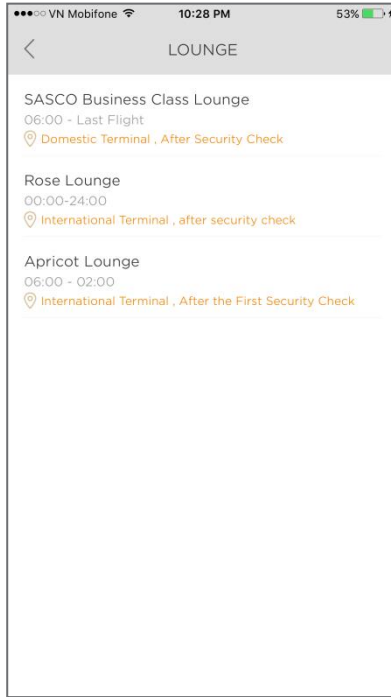 VN Mobifone 10:28 PM 53%
LOUNGE
SASCO Business Class Lounge
06:00 - Last Flight
Domestic Terminal , After Security Check
Rose Lounge
00:00-24:00
International Terminal , after security check
Apricot Lounge
06:00 - 02:00
International Terminal , After the First Security Check